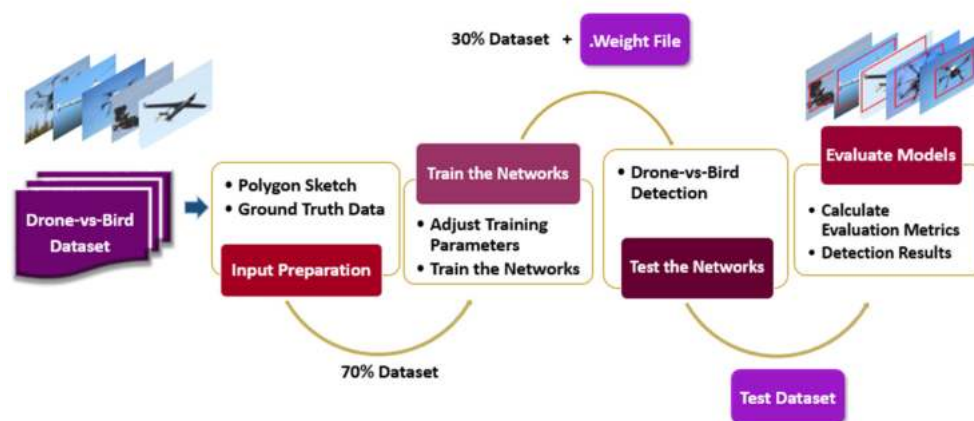 30% Dataset + .Weight File
Drone-vs-Bird
Dataset
• Polygon Sketch
• Ground Truth Data
Input Preparation
70% Dataset
Train the Networks
• Adjust Training
Parameters
• Train the Networks
• Drone-vs-Bird
Detection
Test the Networks
Test Dataset
Evaluate Models
• Calculate
Evaluation Metrics
• Detection Results